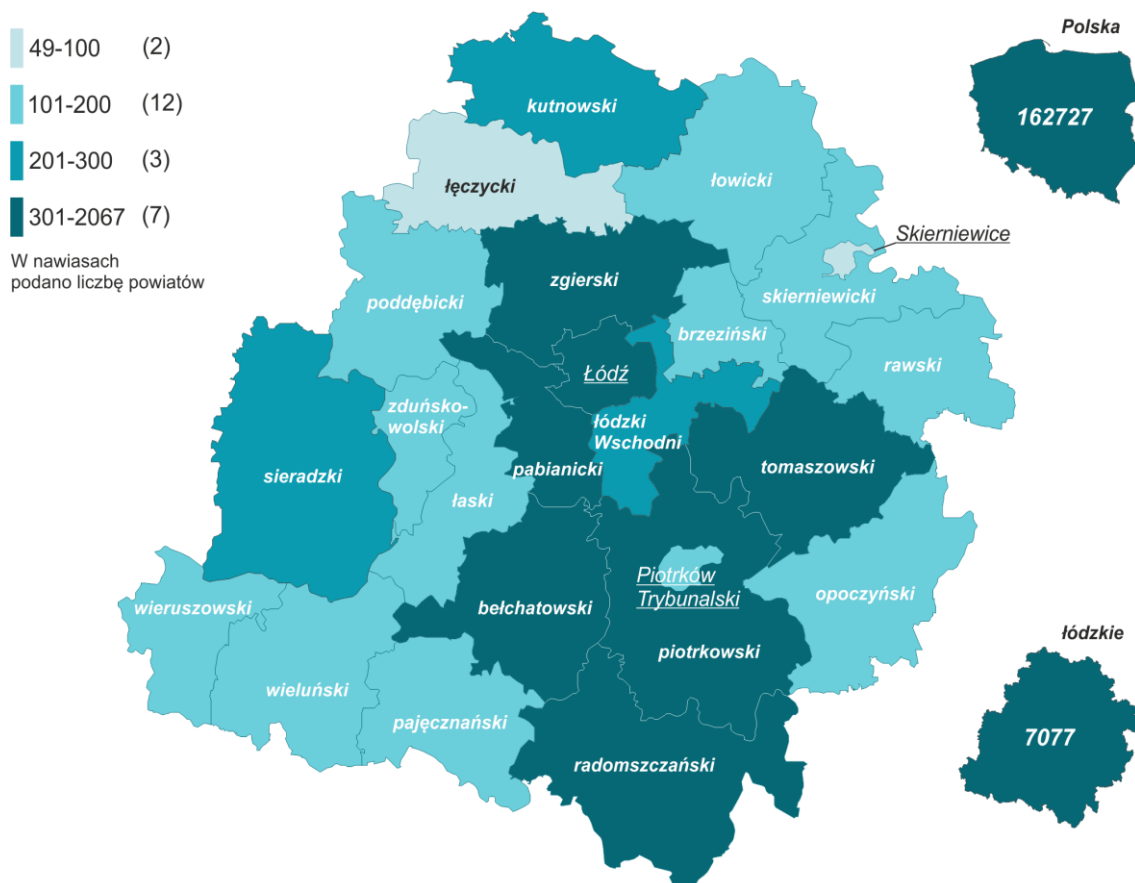 49-100 (2)
101-200 (12)
201-300 (3)
301-2067 (7)
W nawiasach
podano liczbę powiatów
Polska
162727
kutnowski
łęczycki
łowicki
Skierniewice
zgierski
skierniewicki
poddębicki
brzeziński
rawski
Łódź
zduńsko-
wolski
łódzki
Wschodni
sieradzki
pabianicki
tomaszowski
łaski
Piotrków
Trybunalski
wieruszowski
bełchatowski
opoczyński
piotrkowski
wieluński
pajęcznański
radomszczański
łódzkie
7077